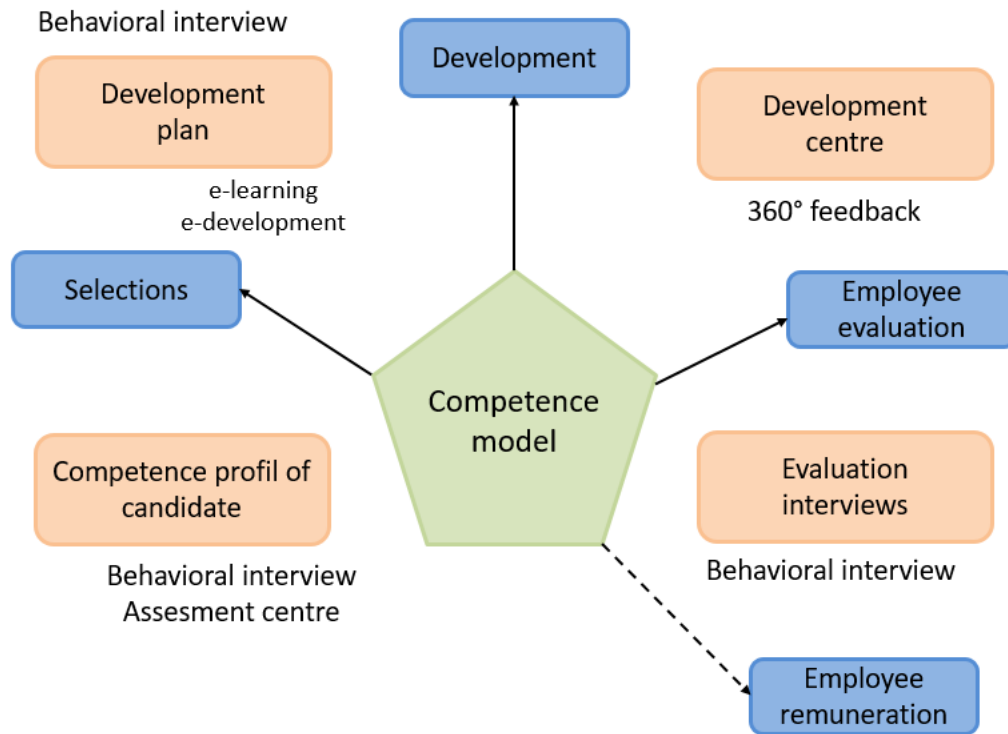 Behavioral interview
Development
plan
e-learning
e-development
Development
Development
centre
360° feedback
Selections
Employee
evaluation
Competence
model
Competence profil of
candidate
Behavioral interview
Assesment centre
Evaluation
interviews
Behavioral interview
Employee
remuneration